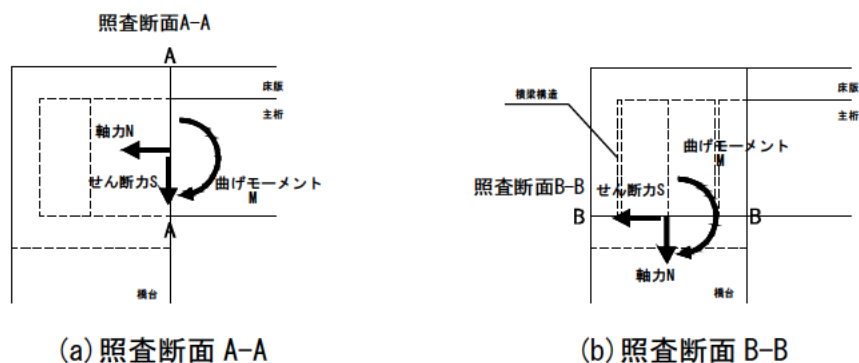 照査断面A-A
A
床版
主桁
軸力N
せん断力S
曲げモーメント
M
A
橋台
(a) 照査断面 A-A
横梁構造
床版
主桁
曲げモーメント
M
照査断面B-B
せん断力S
B
B
軸力N
橋台
(b) 照査断面 B-B